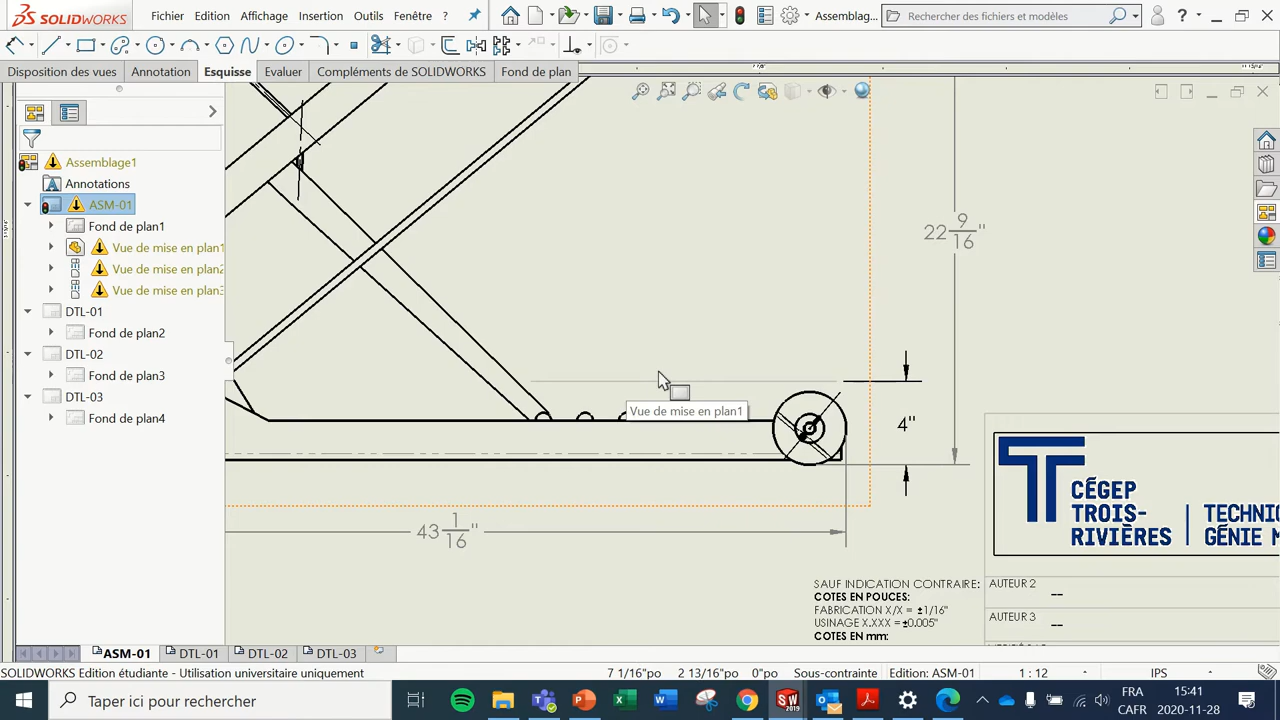 SOLIDWORKS
Fichier Edition Affichage Insertion Outils Fenêtre ?
Assemblag...
Rechercher des fichiers et modèles
?
Disposition des vues Annotation Esquisse Evaluer Compléments de SOLIDWORKS Fond de plan
Assemblage1
Annotations
ASM-01
Fond de plan1
Vue de mise en plan1
Vue de mise en plan2
Vue de mise en plan3
DTL-01
Fond de plan2
DTL-02
Fond de plan3
DTL-03
Fond de plan4
22 9/16"
Vue de mise en plan1
4"
43 1/16"
CÉGEP
TROIS-
RIVIÈRES
TECHNIC
GÉNIE M
SAUF INDICATION CONTRAIRE:
COTES EN POUCES:
FABRICATION X/X = ±1/16"
USINAGE X.XXX = ±0.005"
COTES EN mm:
AUTEUR 2
--
AUTEUR 3
--
ASM-01 DTL-01 DTL-02 DTL-03
SOLIDWORKS Edition étudiante - Utilisation universitaire uniquement
7 1/16"po 2 13/16"po 0"po Sous-contrainte Edition: ASM-01 1 : 12 IPS
Taper ici pour rechercher
FRA
CAFR
15:41
2020-11-28